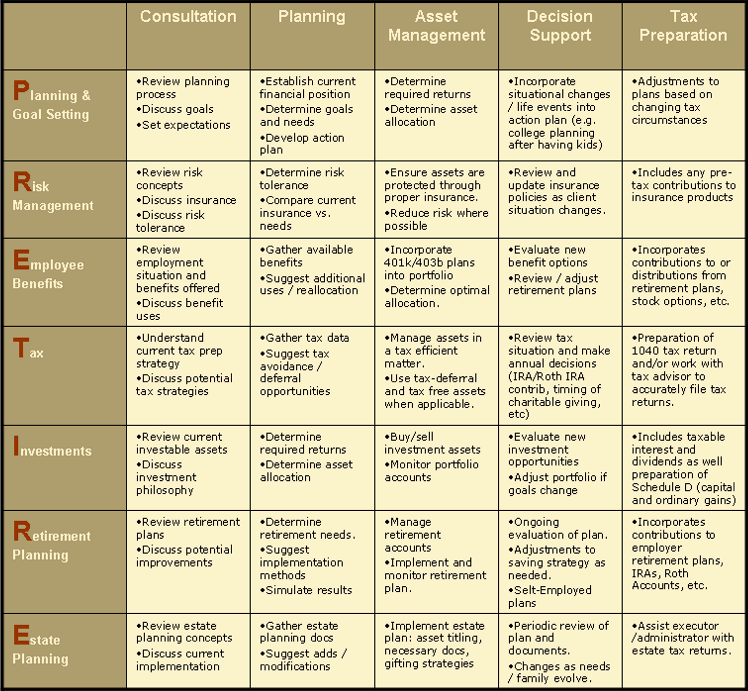 Consultation
Planning
Asset
Management
Decision
Support
Tax
Preparation
Planning &
Goal Setting
•Review planning
process
•Discuss goals
•Set expectations
•Establish current
financial position
•Determine goals
and needs
•Develop action
plan
•Determine
required returns
•Determine asset
allocation
•Incorporate
situational changes
/ life events into
action plan (e.g.
college planning
after having kids)
•Adjustments to
plans based on
changing tax
circumstances
Risk
Management
•Review risk
concepts
•Discuss insurance
•Discuss risk
tolerance
•Determine risk
tolerance
•Compare current
insurance vs.
needs
•Ensure assets are
protected through
proper insurance.
•Reduce risk where
possible
•Review and
update insurance
policies as client
situation changes.
•Includes any pre-
tax contributions to
insurance products
Employee
Benefits
•Review
employment
situation and
benefits offered
•Discuss benefit
uses
•Gather available
benefits
•Suggest additional
uses / reallocation
•Incorporate
401k/403b plans
into portfolio
•Determine optimal
allocation.
•Evaluate new
benefit options
•Review / adjust
retirement plans
•Incorporates
contributions to or
distributions from
retirement plans,
stock options, etc.
Tax
•Understand
current tax prep
strategy
•Discuss potential
tax strategies
•Gather tax data
•Suggest tax
avoidance /
deferral
opportunities
•Manage assets in
a tax efficient
matter.
•Use tax-deferral
and tax free assets
when applicable.
•Review tax
situation and make
annual decisions
(IRA/Roth IRA
contrib, timing of
charitable giving,
etc)
•Preparation of
1040 tax return
and/or work with
tax advisor to
accurately file tax
returns.
Investments
•Review current
investable assets
•Discuss
investment
philosophy
•Determine
required returns
•Determine asset
allocation
•Buy/sell
investment assets
•Monitor portfolio
accounts
•Evaluate new
investment
opportunities
•Adjust portfolio if
goals change
•Includes taxable
interest and
dividends as well
preparation of
Schedule D (capital
and ordinary gains)
Retirement
Planning
•Review retirement
plans
•Discuss potential
improvements
•Determine
retirement needs.
•Suggest
implementation
methods
•Simulate results
•Manage
retirement
accounts
•Implement and
monitor retirement
plan.
•Ongoing
evaluation of plan.
•Adjustments to
saving strategy as
needed.
•Self-Employed
plans
•Incorporates
contributions to
employer
retirement plans,
IRAs, Roth
Accounts, etc.
Estate
Planning
•Review estate
planning concepts
•Discuss current
implementation
•Gather estate
planning docs
•Suggest adds /
modifications
•Implement estate
plan: asset titling,
necessary docs,
gifting strategies
•Periodic review of
plan and
documents.
•Changes as needs
/ family evolve.
•Assist executor
/administrator with
estate tax returns.